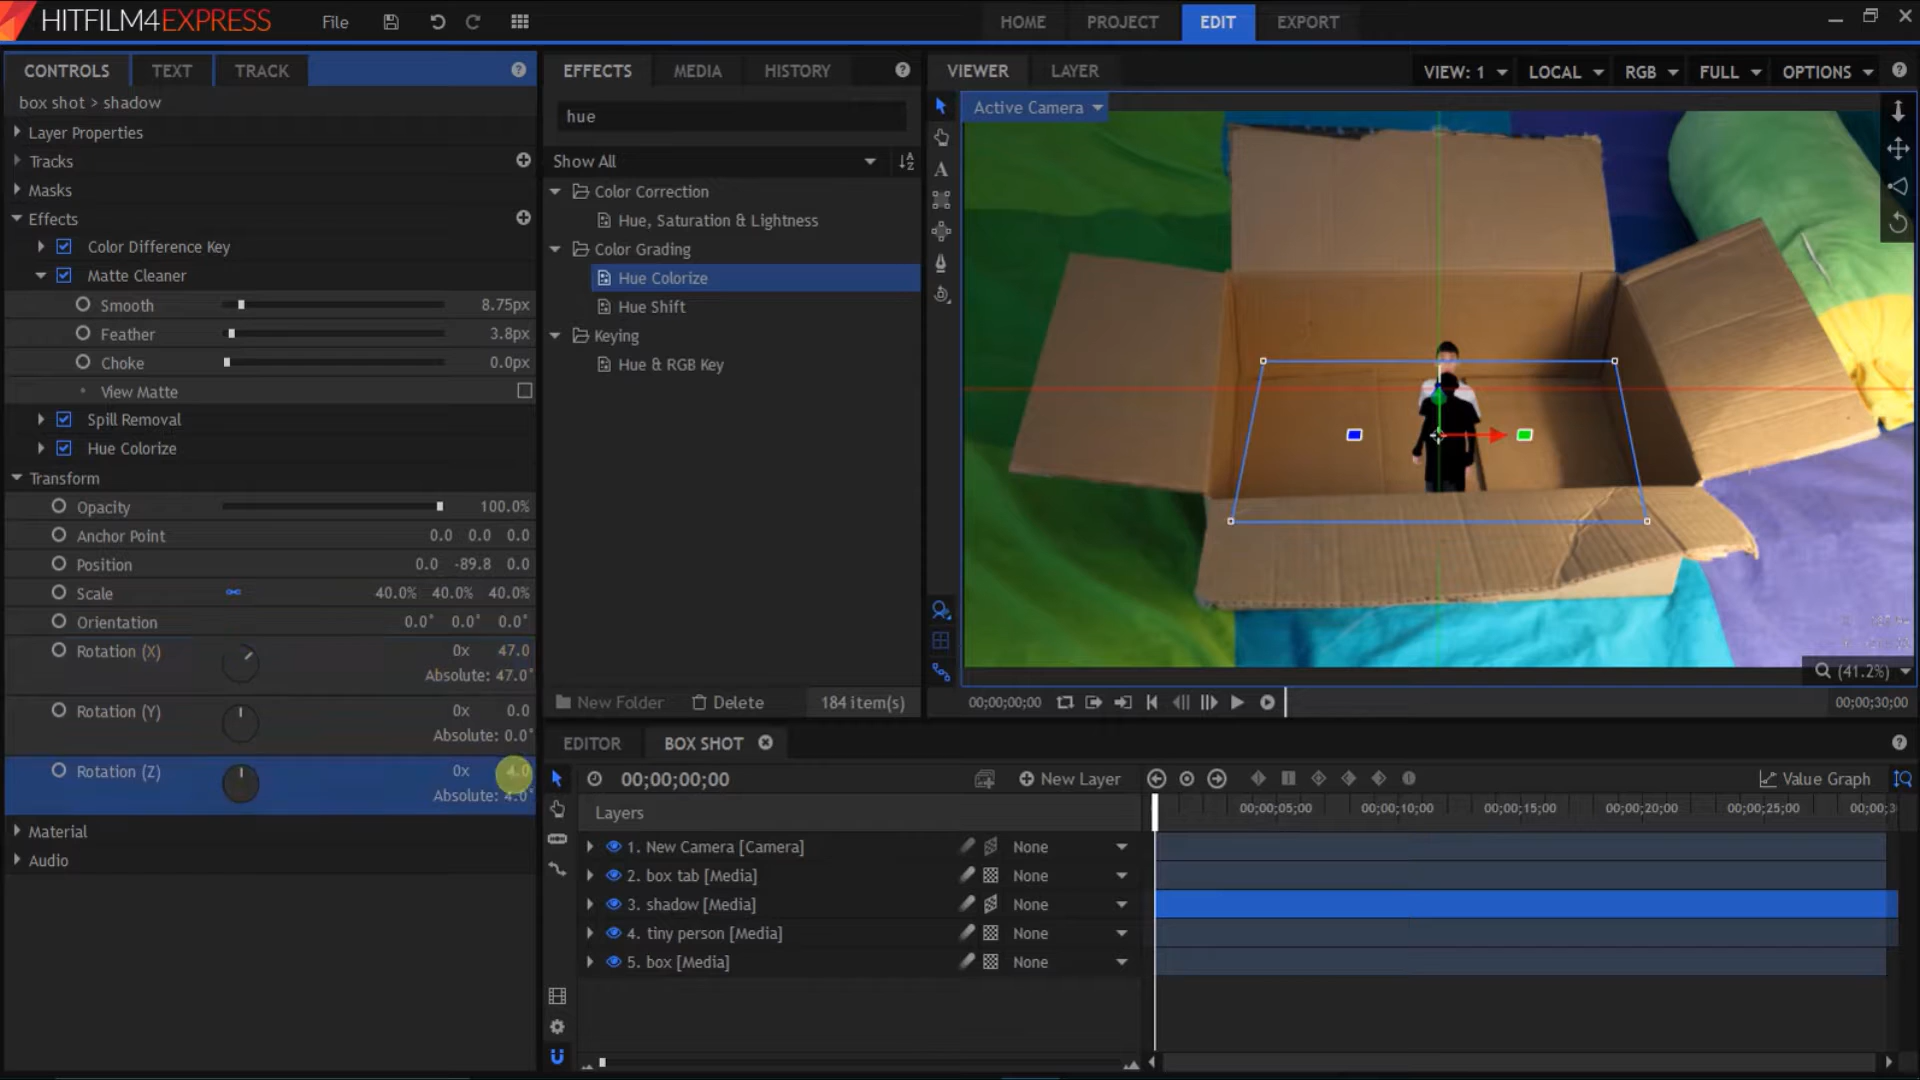 HITFILM4EXPRESS
File
HOME
PROJECT
EDIT
EXPORT
CONTROLS
TEXT
TRACK
box shot > shadow
Layer Properties
Tracks
Masks
Effects
Color Difference Key
Matte Cleaner
Smooth 8.75px
Feather 3.8px
Choke 0.0px
View Matte
Spill Removal
Hue Colorize
Transform
Opacity 100.0%
Anchor Point 0.0 0.0 0.0
Position 0.0 -89.8 0.0
Scale 40.0% 40.0% 40.0%
Orientation 0.0° 0.0° 0.0°
Rotation (X) 0x 47.0
Absolute: 47.0°
Rotation (Y) 0x 0.0
Absolute: 0.0°
Rotation (Z) 0x 4.0
Absolute: 4.0°
Material
Audio
EFFECTS
MEDIA
HISTORY
hue
Show All
Color Correction
Hue, Saturation & Lightness
Color Grading
Hue Colorize
Hue Shift
Keying
Hue & RGB Key
New Folder
Delete
184 item(s)
VIEWER
LAYER
VIEW: 1
LOCAL
RGB
FULL
OPTIONS
Active Camera
A
(41.2%)
00;00;00;00
00;00;30;00
EDITOR
BOX SHOT
00;00;00;00
New Layer
Value Graph
Layers
00;00;05;00
00;00;10;00
00;00;15;00
00;00;20;00
00;00;25;00
1. New Camera [Camera] None
2. box tab [Media] None
3. shadow [Media] None
4. tiny person [Media] None
5. box [Media] None